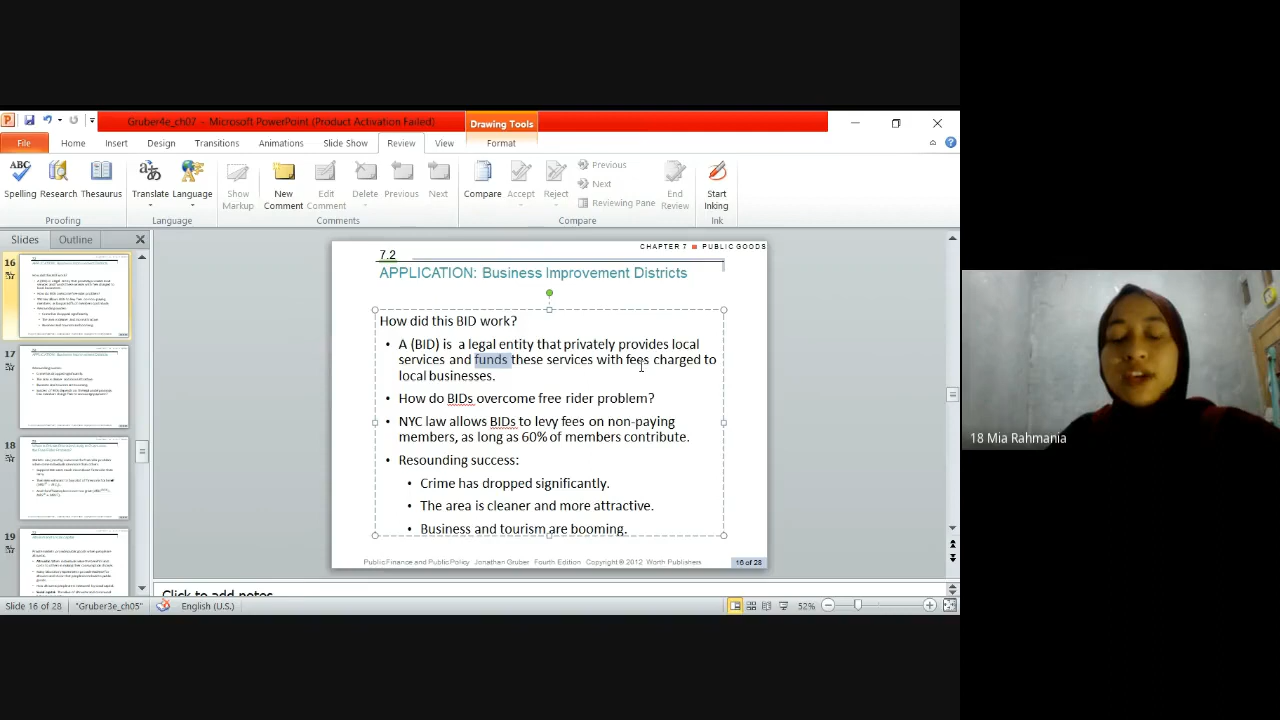 Gruber4e_ch07 - Microsoft PowerPoint (Product Activation Failed)
Drawing Tools
File Home Insert Design Transitions Animations Slide Show Review View Format
ABC
Spelling Research Thesaurus
Translate Language
Show Markup
New Comment
Edit Comment
Delete
Previous
Next
Compare
Accept
Reject
Previous
Next
Reviewing Pane
End Review
Start Inking
Proofing Language Comments Compare Ink
Slides Outline
16
17
18
19
CHAPTER 7 ■ PUBLIC GOODS
7.2
APPLICATION: Business Improvement Districts
How did this BID work?
• A (BID) is a legal entity that privately provides local
services and funds these services with fees charged to
local business
• How do BIDs overcome free rider problem?
• NYC law allows BIDs to levy fees on non-paying
members, as 60% of members contribute.
• Resounding
• Crime has dropped significantly.
• The area is cleaner and more attractive.
• Business and tourism are booming.
Public Finance and Public Policy Jonathan Gruber Fourth Edition Copyright © 2012 Worth Publishers
16 of 28
Click to add notes
Slide 16 of 28 "Gruber3e_ch05" English (U.S.) 52%
18 Mia Rahmania